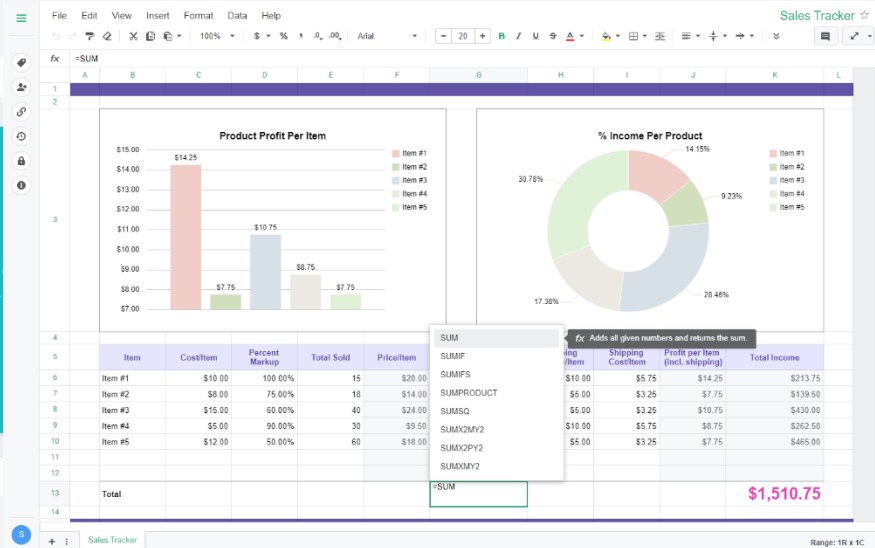 File Edit View Insert Format Data Help
Sales Tracker
100% $ % , .0 .00 Arial 20 B I U S A
fx =SUM
A B C D E F G H I J K L
1
2
3
Product Profit Per Item
$15.00
$14.00
$13.00
$12.00
$11.00
$10.00
$9.00
$8.00
$7.00
$14.25
$7.75
$10.75
$8.75
$7.75
Item #1
Item #2
Item #3
Item #4
Item #5
% Income Per Product
14.15%
9.23%
28.46%
17.38%
30.78%
Item #1
Item #2
Item #3
Item #4
Item #5
SUM
SUMIF
SUMIFS
SUMPRODUCT
SUMSQ
SUMX2MY2
SUMX2PY2
SUMXMY2
fx Adds all given numbers and returns the sum.
4
5 Item Cost/Item Percent Markup Total Sold Price/Item Shipping Cost/Item Profit per Item (incl. shipping) Total Income
6 Item #1 $10.00 100.00% 15 $20.00 $10.00 $5.75 $14.25 $213.75
7 Item #2 $8.00 75.00% 18 $14.00 $5.00 $3.25 $7.75 $139.50
8 Item #3 $15.00 60.00% 40 $24.00 $5.00 $3.25 $10.75 $430.00
9 Item #4 $5.00 90.00% 30 $9.50 $10.00 $5.75 $8.75 $262.50
10 Item #5 $12.00 50.00% 60 $18.00 $5.00 $3.25 $7.75 $465.00
11
12
13 Total =SUM $1,510.75
14
S
Sales Tracker
Range: 1R x 1C